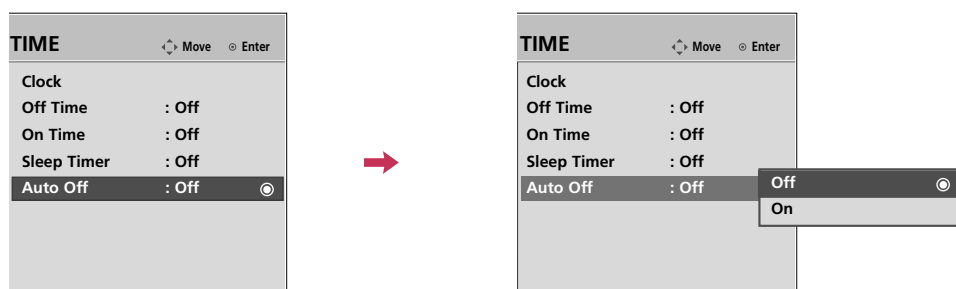 TIME Move Enter
Clock
Off Time : Off
On Time : Off
Sleep Timer : Off
Auto Off : Off
TIME Move Enter
Clock
Off Time : Off
On Time : Off
Sleep Timer : Off
Auto Off : Off
Off
On